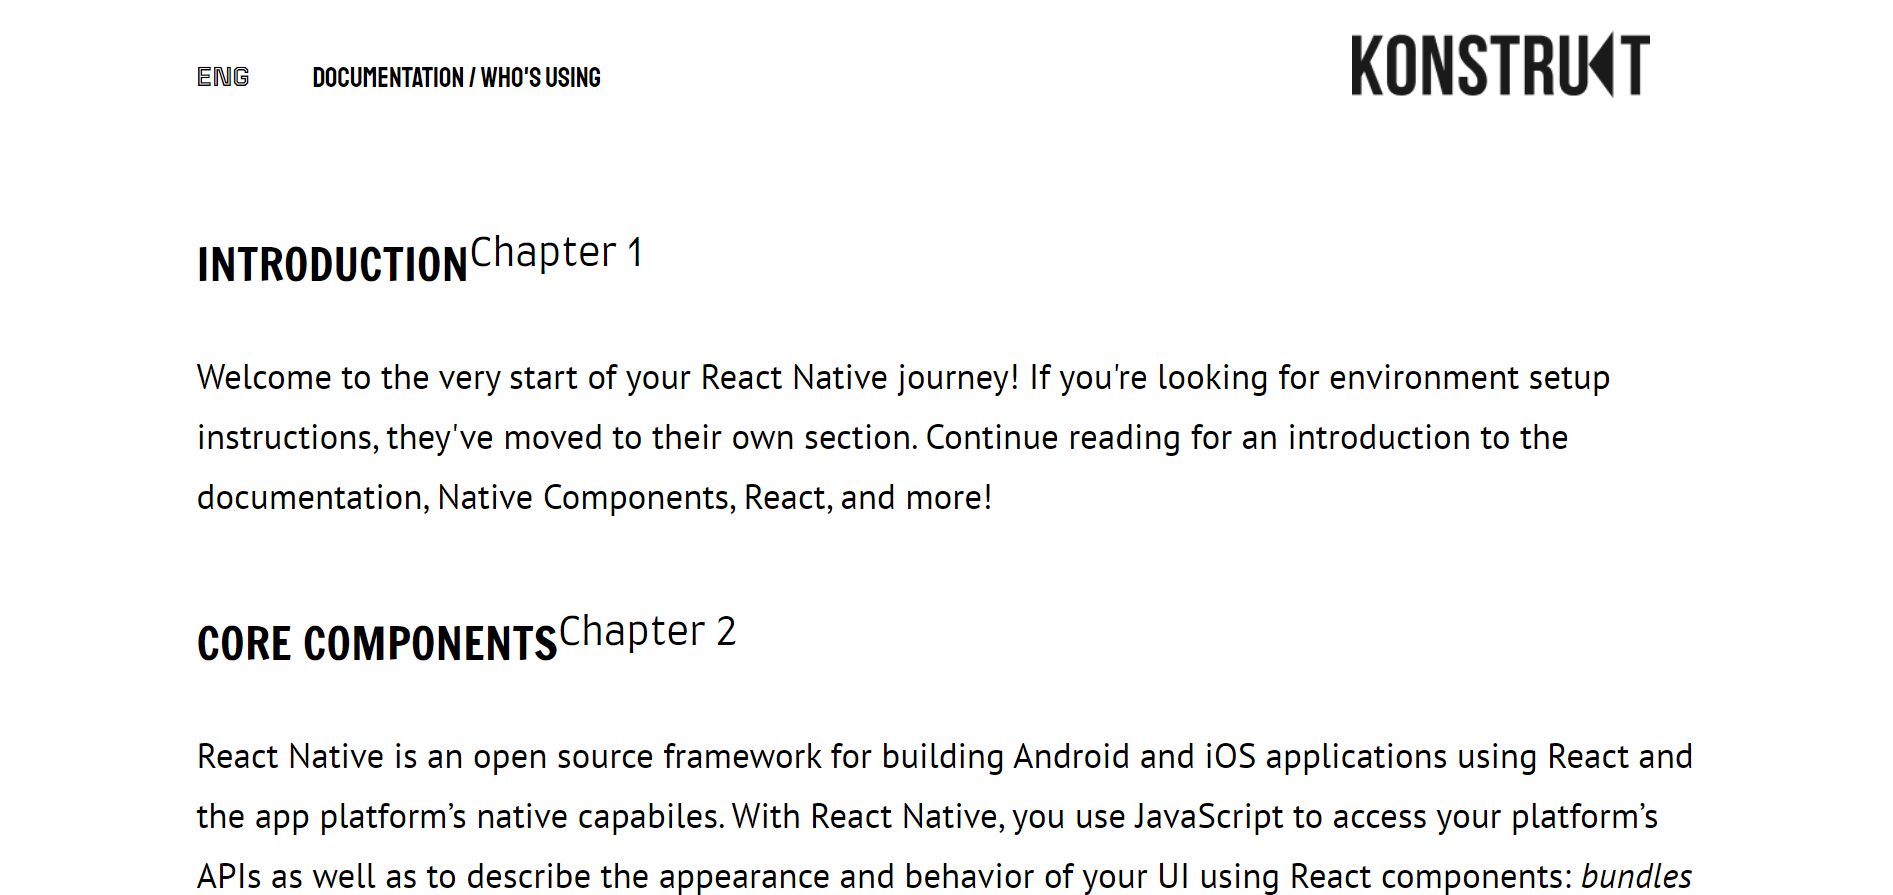 ENG
DOCUMENTATION / WHO'S USING
KONSTRUKT
INTRODUCTION Chapter 1
Welcome to the very start of your React Native journey! If you're looking for environment setup
instructions, they've moved to their own section. Continue reading for an introduction to the
documentation, Native Components, React, and more!
CORE COMPONENTS Chapter 2
React Native is an open source framework for building Android and iOS applications using React and
the app platform’s native capabiles. With React Native, you use JavaScript to access your platform’s
APIs as well as to describe the appearance and behavior of your UI using React components: bundles